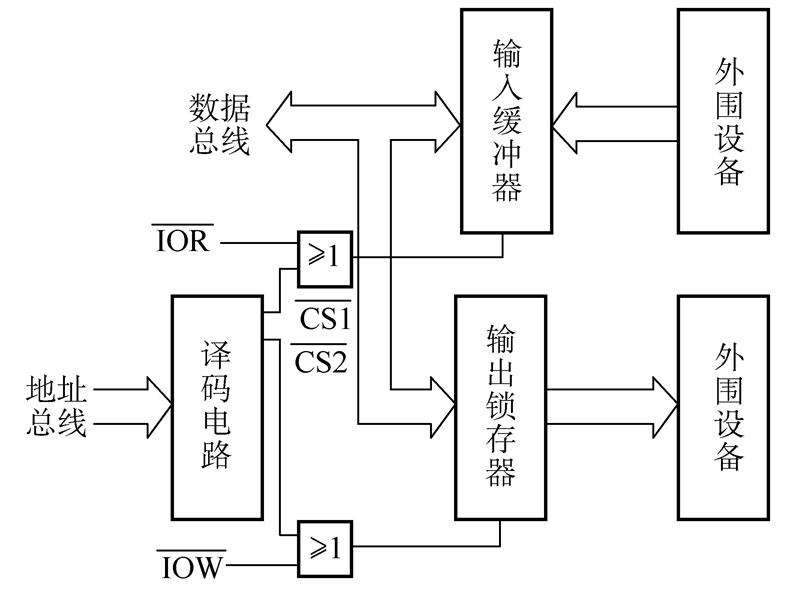 数据
总线
输入缓冲器
外围设备
IOR
≥1
CS1
CS2
地址
总线
译码电路
输出锁存器
外围设备
IOW
≥1